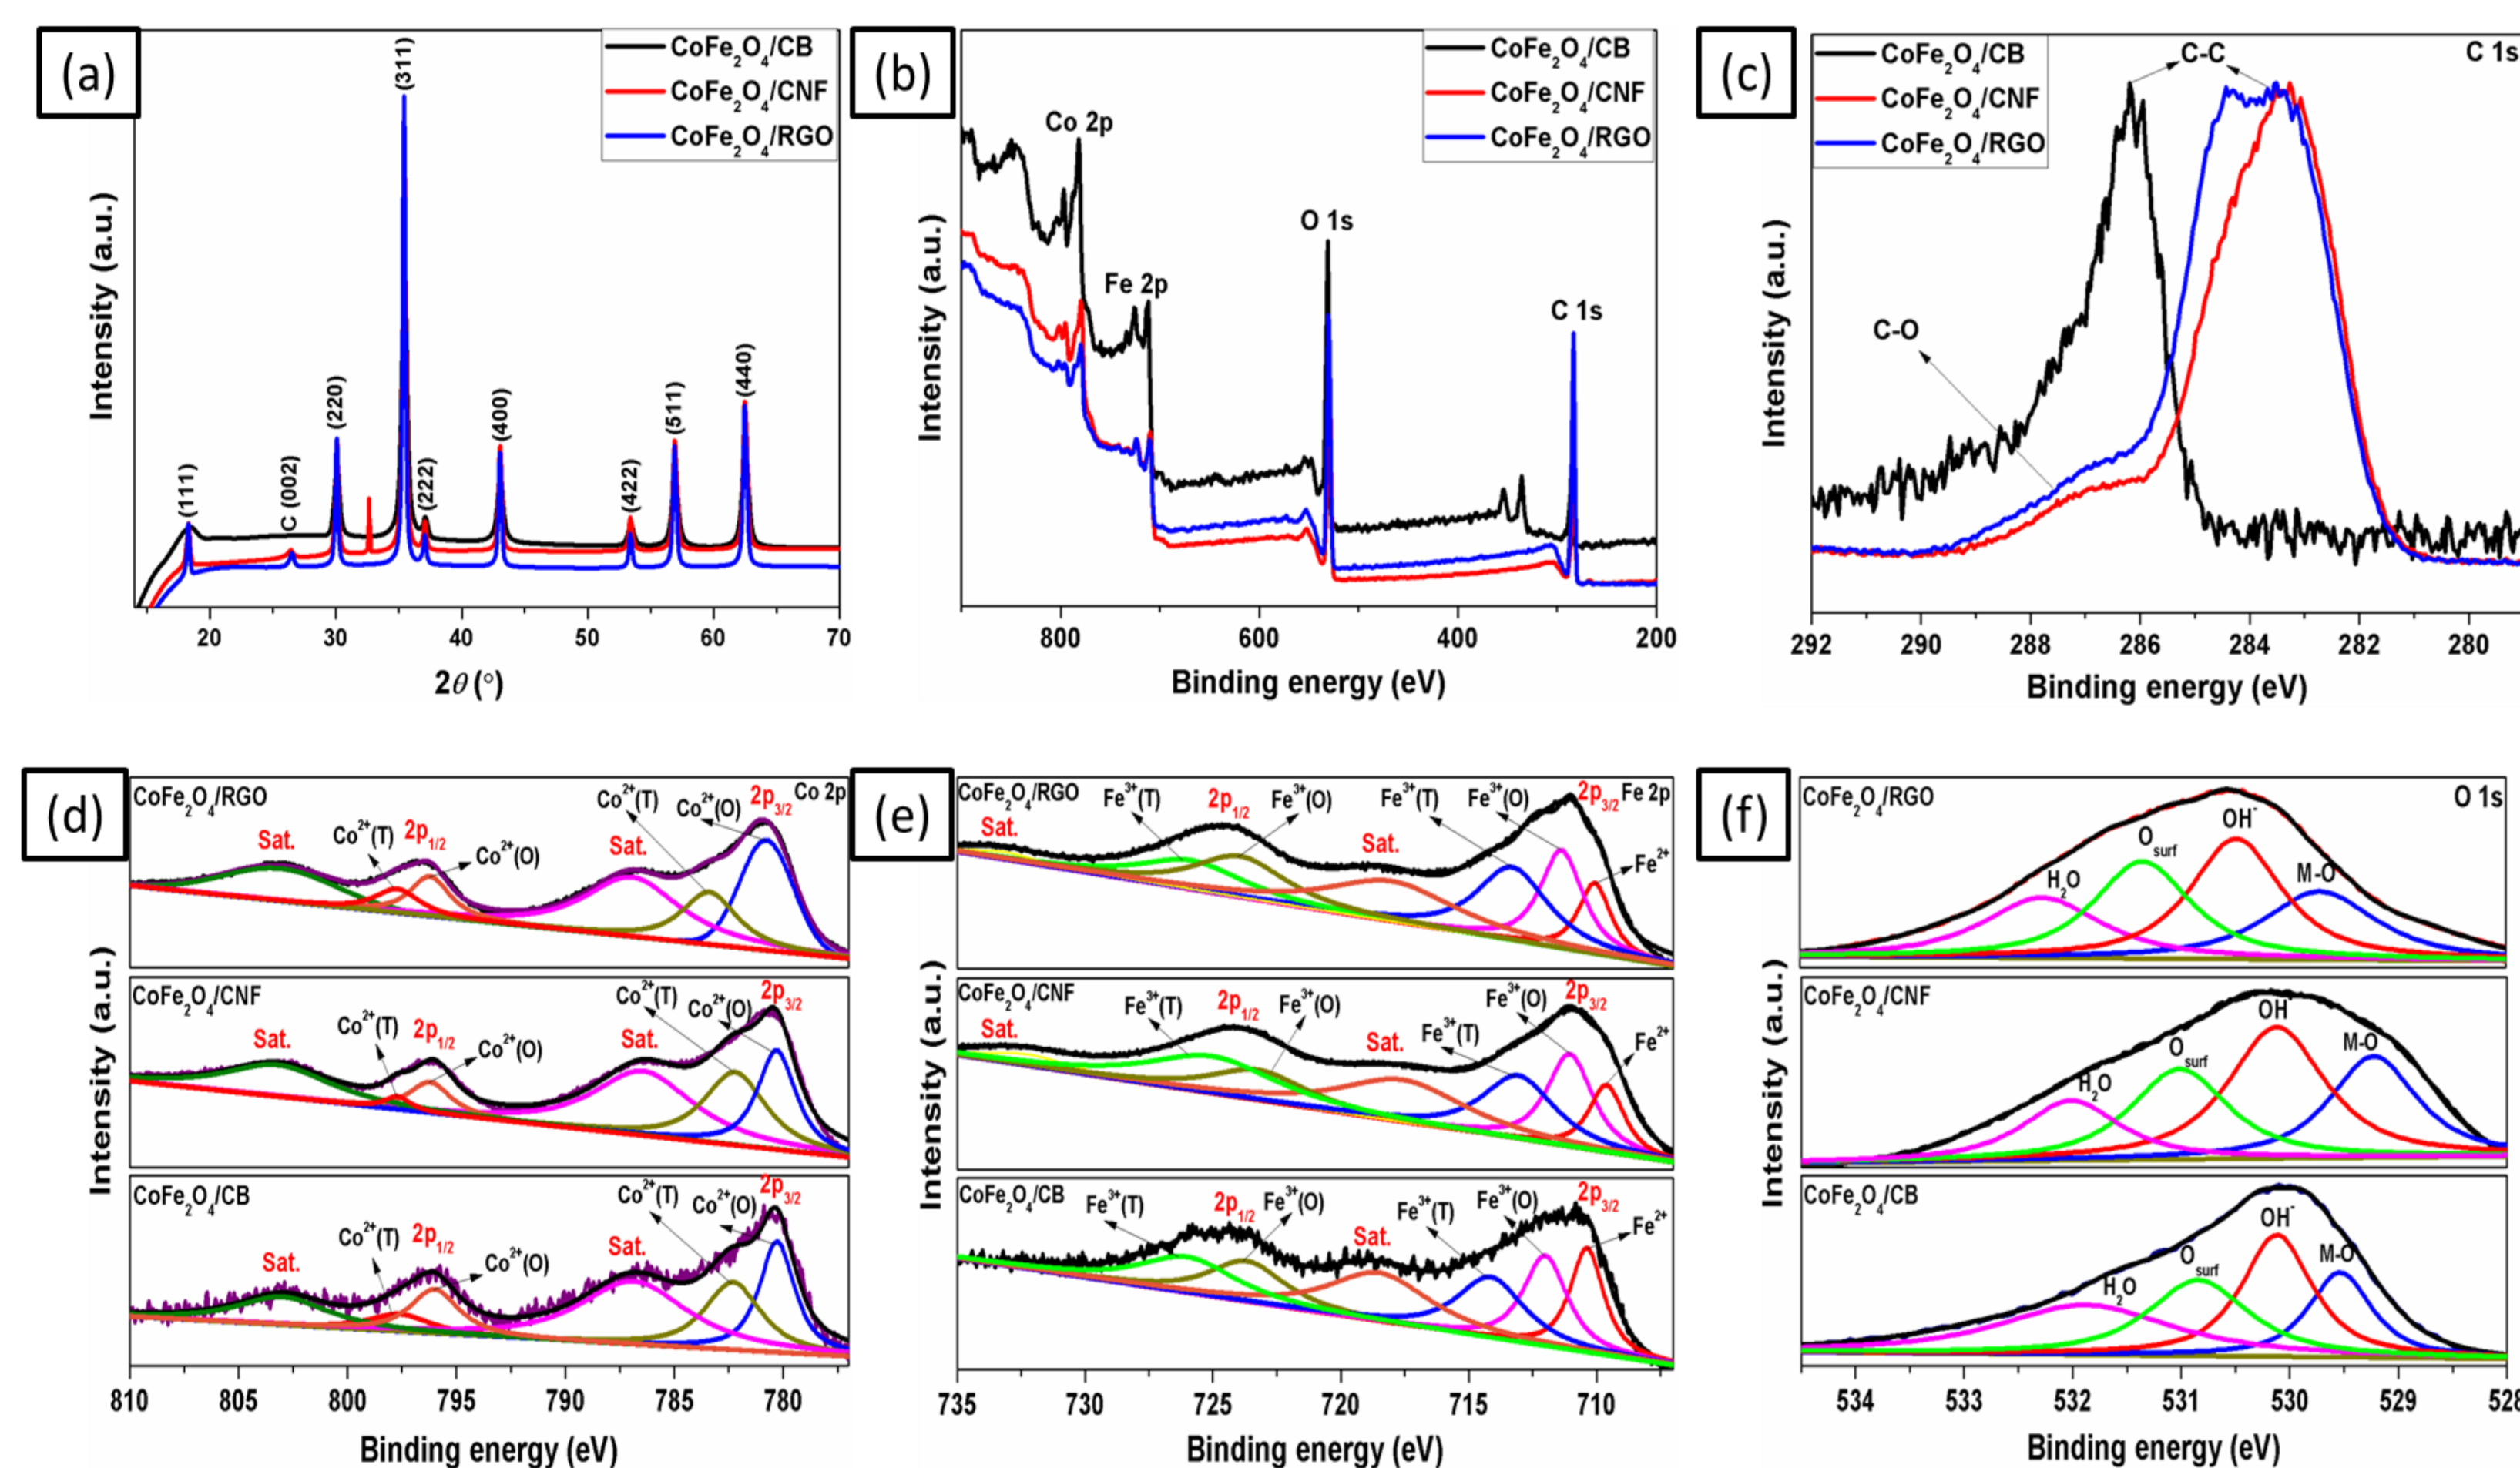 (a)
CoFe₂O₄/CB
CoFe₂O₄/CNF
CoFe₂O₄/RGO
(111)
C (002)
(220)
(311)
(222)
(400)
(422)
(511)
(440)
Intensity (a.u.)
20 30 40 50 60 70
2θ (°)
(b)
CoFe₂O₄/CB
CoFe₂O₄/CNF
CoFe₂O₄/RGO
Co 2p
Fe 2p
O 1s
C 1s
Intensity (a.u.)
800 600 400 200
Binding energy (eV)
(c)
CoFe₂O₄/CB
CoFe₂O₄/CNF
CoFe₂O₄/RGO
C-C
C 1s
C-O
Intensity (a.u.)
292 290 288 286 284 282 280
Binding energy (eV)
(d)
CoFe₂O₄/RGO
Sat.
Co²⁺(T)
2p₁/₂
Co²⁺(O)
Sat.
Co²⁺(T)
Co²⁺(O)
2p₃/₂
Co 2p
CoFe₂O₄/CNF
Sat.
Co²⁺(T)
2p₁/₂
Co²⁺(O)
Sat.
Co²⁺(T)
Co²⁺(O)
2p₃/₂
CoFe₂O₄/CB
Sat.
Co²⁺(T)
2p₁/₂
Co²⁺(O)
Sat.
Co²⁺(T)
Co²⁺(O)
2p₃/₂
Intensity (a.u.)
810 805 800 795 790 785 780
Binding energy (eV)
(e)
CoFe₂O₄/RGO
Sat.
Fe³⁺(T)
2p₁/₂
Fe³⁺(O)
Sat.
Fe³⁺(T)
Fe³⁺(O)
2p₃/₂
Fe 2p
Fe²⁺
CoFe₂O₄/CNF
Sat.
Fe³⁺(T)
2p₁/₂
Fe³⁺(O)
Sat.
Fe³⁺(T)
Fe³⁺(O)
2p₃/₂
Fe²⁺
CoFe₂O₄/CB
Fe³⁺(T)
2p₁/₂
Fe³⁺(O)
Sat.
Fe³⁺(T)
Fe³⁺(O)
2p₃/₂
Fe²⁺
Intensity (a.u.)
735 730 725 720 715 710
Binding energy (eV)
(f)
CoFe₂O₄/RGO
O 1s
H₂O
O surf
OH⁻
M-O
CoFe₂O₄/CNF
H₂O
O surf
OH⁻
M-O
CoFe₂O₄/CB
H₂O
O surf
OH⁻
M-O
Intensity (a.u.)
534 533 532 531 530 529
Binding energy (eV)